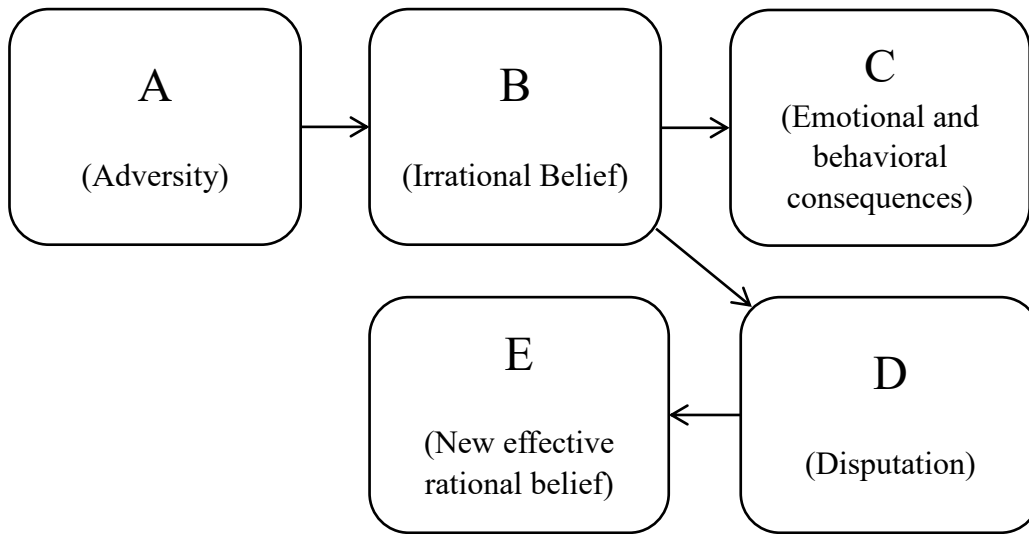 A
(Adversity)
B
(Irrational Belief)
C
(Emotional and
behavioral
consequences)
E
(New effective
rational belief)
D
(Disputation)